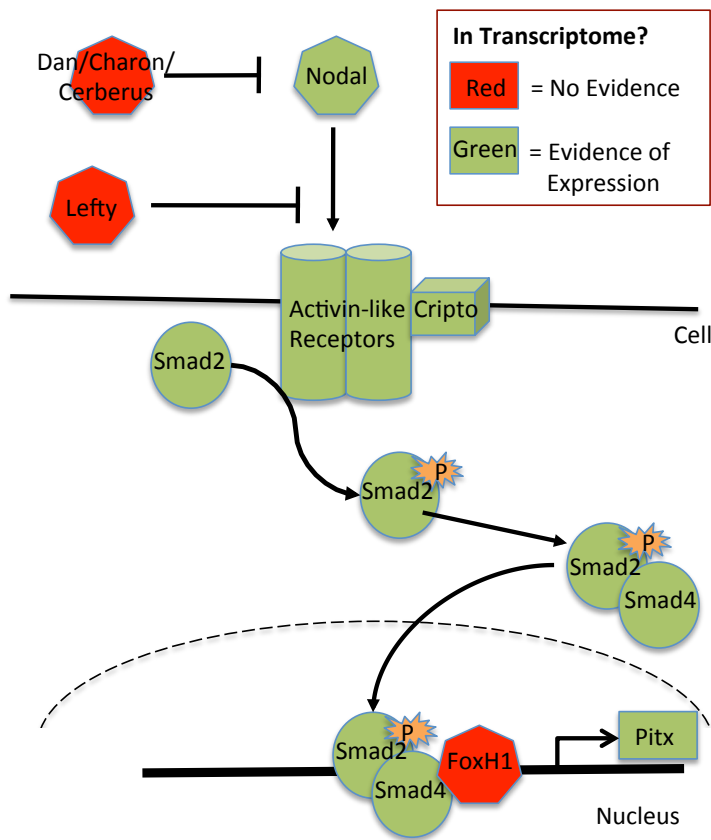 In Transcriptome?
Red = No Evidence
Green = Evidence of
Expression
Dan/Charon/
Cerberus
Nodal
Lefty
Activin-like
Receptors
Cripto
Cell
Smad2
Smad2
P
Smad2
P
Smad4
Smad2
P
Smad4
FoxH1
Pitx
Nucleus